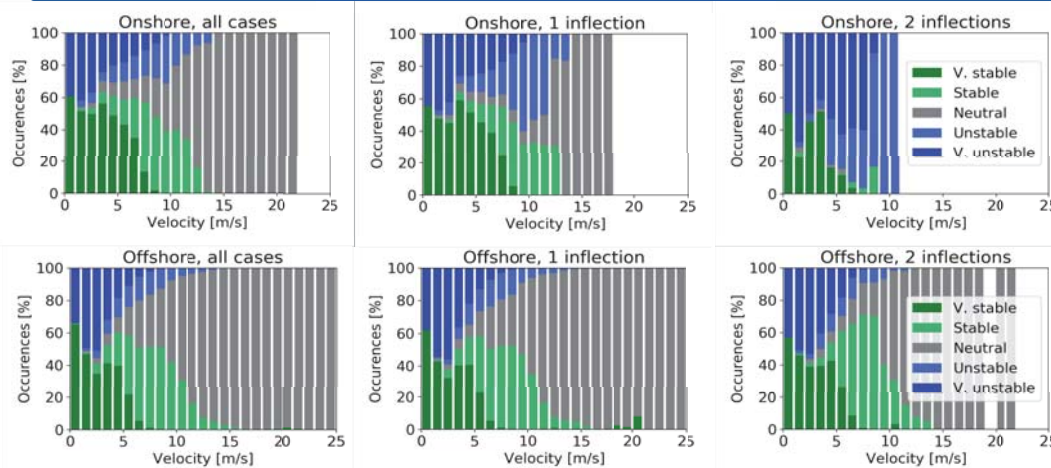 Onshore, all cases
Onshore, 1 inflection
Onshore, 2 inflections
Occurences [%]
100
80
60
40
20
0
0 5 10 15 20 25
Velocity [m/s]
Occurences [%]
100
80
60
40
20
0
0 5 10 15 20 25
Velocity [m/s]
Occurences [%]
100
80
60
40
20
0
V. stable
Stable
Neutral
Unstable
V. unstable
0 5 10 15 20 25
Velocity [m/s]
Offshore, all cases
Offshore, 1 inflection
Offshore, 2 inflections
Occurences [%]
100
80
60
40
20
0
0 5 10 15 20 25
Velocity [m/s]
Occurences [%]
100
80
60
40
20
0
0 5 10 15 20 25
Velocity [m/s]
Occurences [%]
100
80
60
40
20
0
V. stable
Stable
Neutral
Unstable
V. unstable
0 5 10 15 20 25
Velocity [m/s]